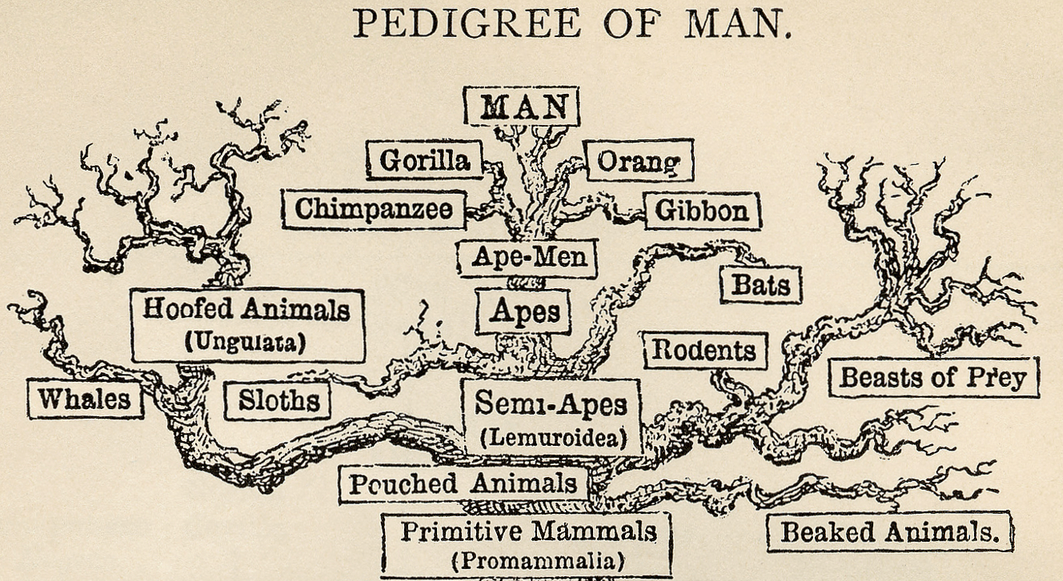 PEDIGREE OF MAN.
MAN
Gorilla
Orang
Chimpanzee
Gibbon
Ape-Men
Bats
Hoofed Animals
(Ungulata)
Apes
Rodents
Beasts of Prey
Whales
Sloths
Semi-Apes
(Lemuroidea)
Pouched Animals
Primitive Mammals
(Promammalia)
Beaked Animals.